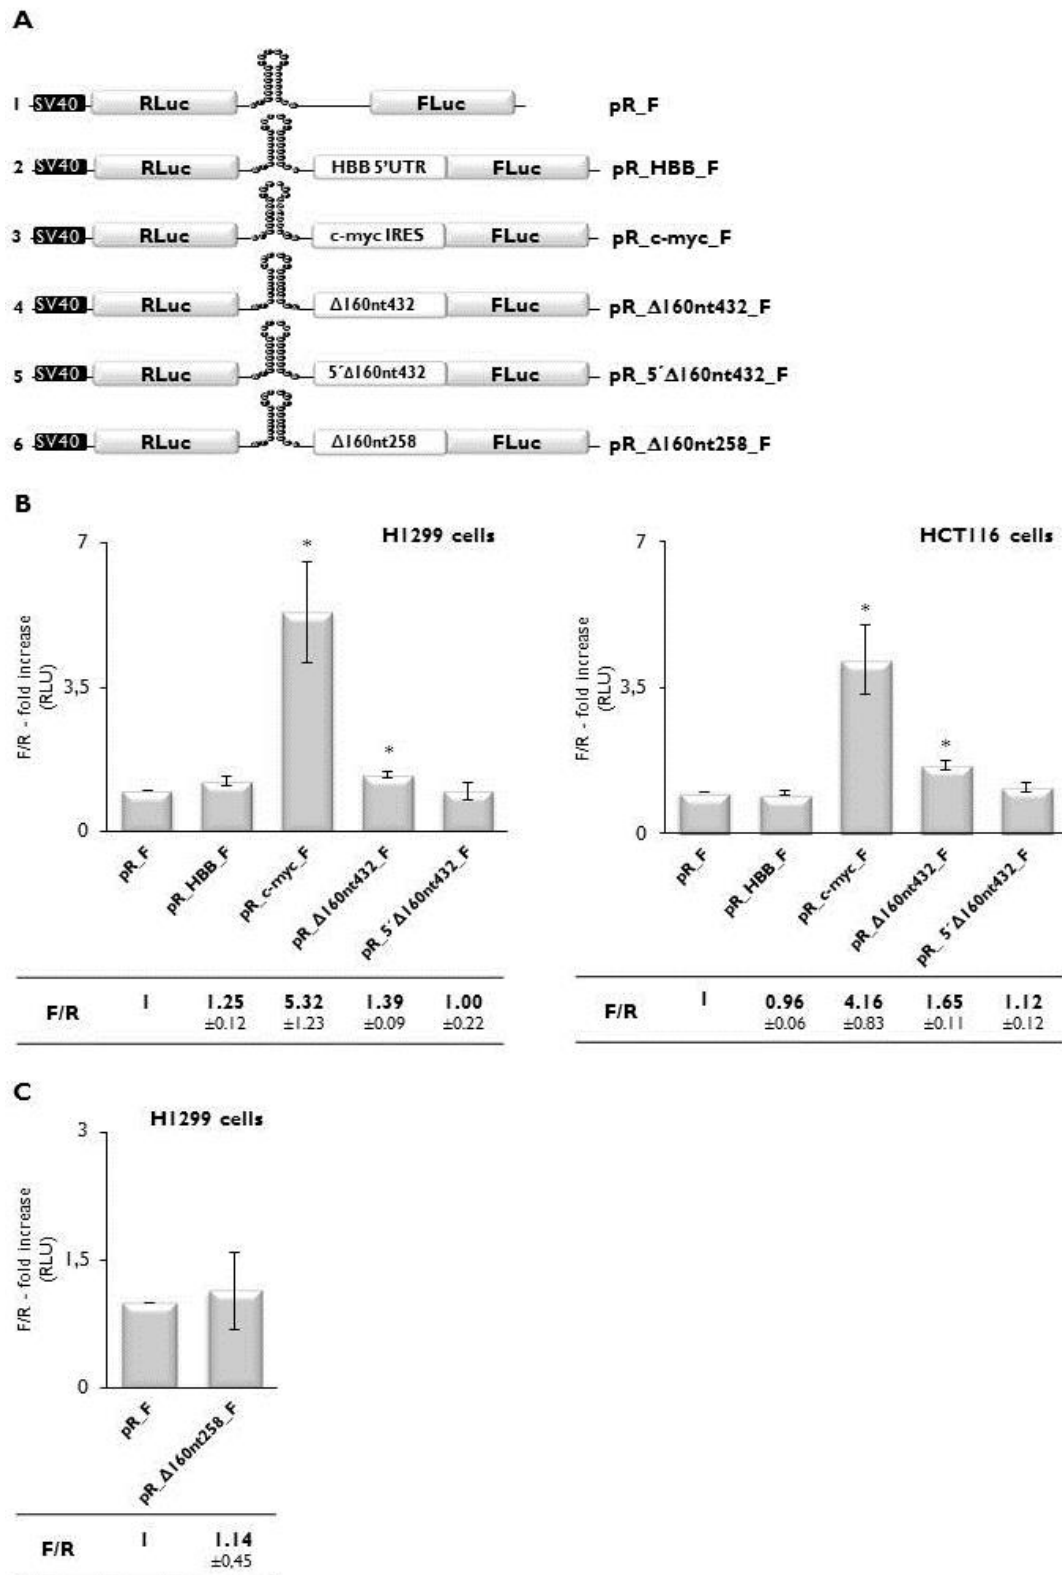 A
1 SV40 RLuc FLuc pR_F
2 SV40 RLuc HBB 5'UTR FLuc pR_HBB_F
3 SV40 RLuc c-myc IRES FLuc pR_c-myc_F
4 SV40 RLuc Δ160nt432 FLuc pR_Δ160nt432_F
5 SV40 RLuc 5´Δ160nt432 FLuc pR_5´Δ160nt432_F
6 SV40 RLuc Δ160nt258 FLuc pR_Δ160nt258_F
B
H1299 cells
F/R - fold increase
(RLU)
7
3,5
0
*
*
pR_F
pR_HBB_F
pR_c-myc_F
pR_Δ160nt432_F
pR_5´Δ160nt432_F
F/R 1 1.25 5.32 1.39 1.00
±0.12 ±1.23 ±0.09 ±0.22
HCT116 cells
F/R - fold increase
(RLU)
7
3,5
0
*
*
pR_F
pR_HBB_F
pR_c-myc_F
pR_Δ160nt432_F
pR_5´Δ160nt432_F
F/R 1 0.96 4.16 1.65 1.12
±0.06 ±0.83 ±0.11 ±0.12
C
H1299 cells
F/R - fold increase
(RLU)
3
1,5
0
pR_F
pR_Δ160nt258_F
F/R 1 1.14
±0,45